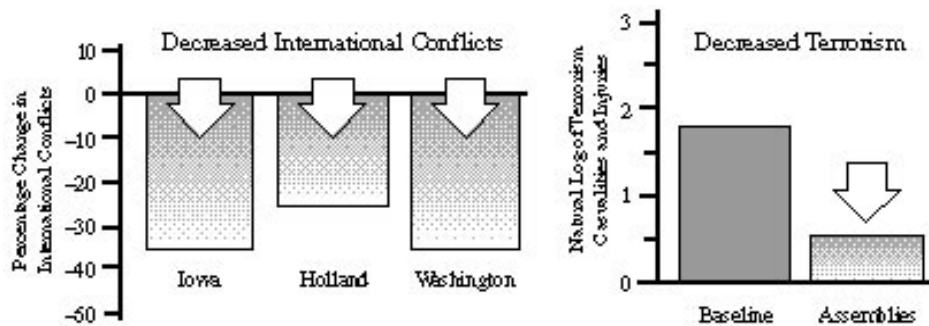 Decreased International Conflicts
Percentage Change in
International Conflicts
10
0
-10
-20
-30
-40
-50
Iowa
Holland
Washington
Decreased Terrorism
Natural Log of Terrorism
Casualities and Injuries
3
2
1
0
Baseline
Assemblies